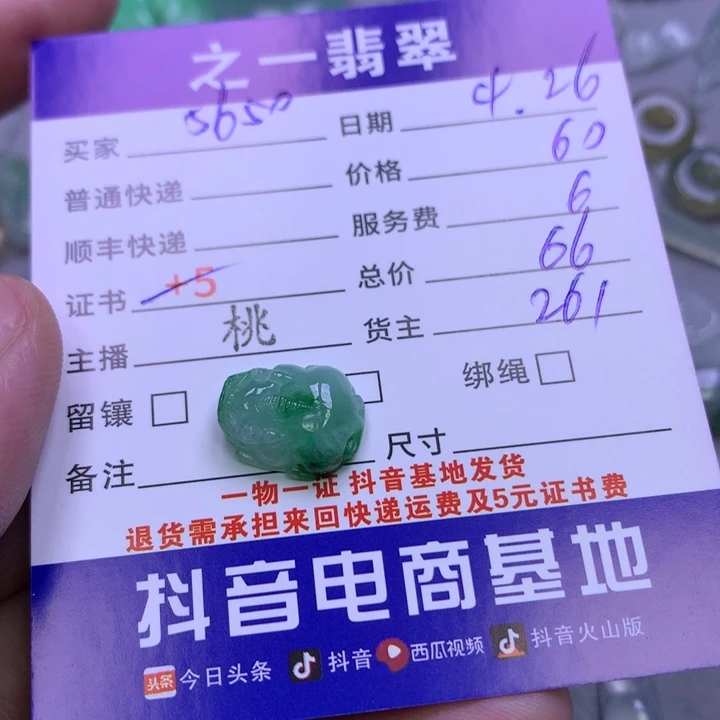 之一翡翠
买家 5650 日期 4.26
普通快递 价格 60
顺丰快递 服务费 6
证书 +5 总价 66
主播 桃 货主 261
留镶 绑绳
备注 尺寸
一物一证 抖音基地发货
退货需承担来回快递运费及5元证书费
抖音电商基地
头条 今日头条 抖音 西瓜视频 抖音火山版